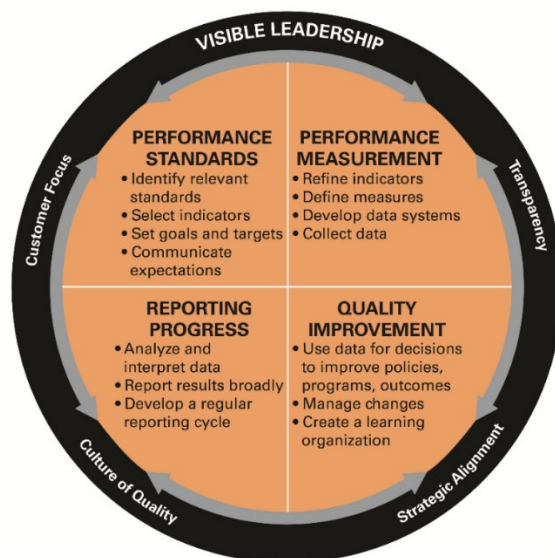 VISIBLE LEADERSHIP
Customer Focus
Transparency
PERFORMANCE
STANDARDS
• Identify relevant
standards
• Select indicators
• Set goals and targets
• Communicate
expectations
PERFORMANCE
MEASUREMENT
• Refine indicators
• Define measures
• Develop data systems
• Collect data
REPORTING
PROGRESS
• Analyze and
interpret data
• Report results broadly
• Develop a regular
reporting cycle
QUALITY
IMPROVEMENT
• Use data for decisions
to improve policies,
programs, outcomes
• Manage changes
• Create a learning
organization
Culture of Quality
Strategic Alignment